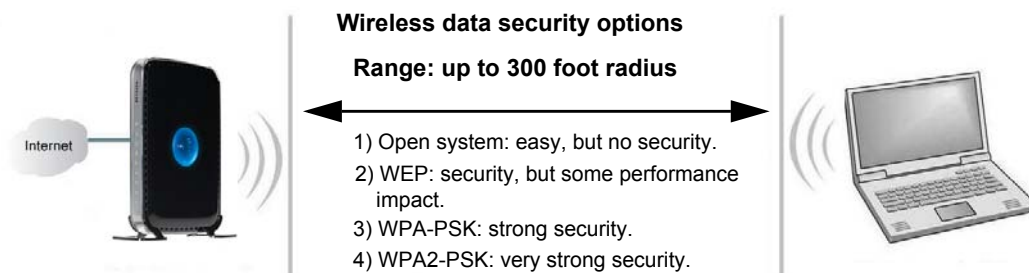 Wireless data security options
Range: up to 300 foot radius
Internet
1) Open system: easy, but no security.
2) WEP: security, but some performance
impact.
3) WPA-PSK: strong security.
4) WPA2-PSK: very strong security.